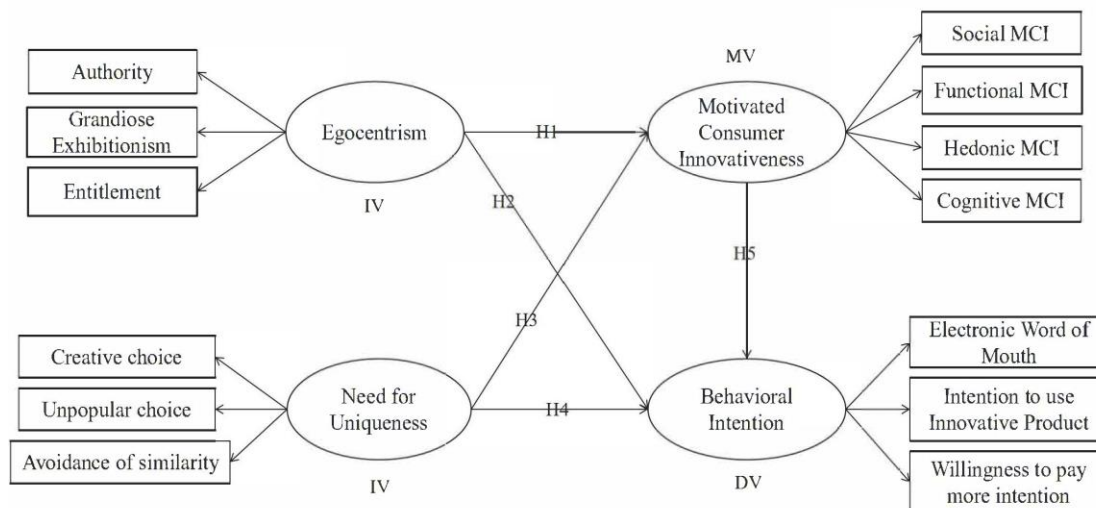 Social MCI
MV
Authority
Functional MCI
Grandiose
Exhibitionism
Egocentrism
H1
Motivated
Consumer
Innovativeness
Hedonic MCI
Entitlement
Cognitive MCI
IV
H2
H5
H3
Electronic Word of
Mouth
Creative choice
Unpopular choice
Need for
Uniqueness
H4
Behavioral
Intention
Intention to use
Innovative Product
Avoidance of similarity
IV
DV
Willingness to pay
more intention